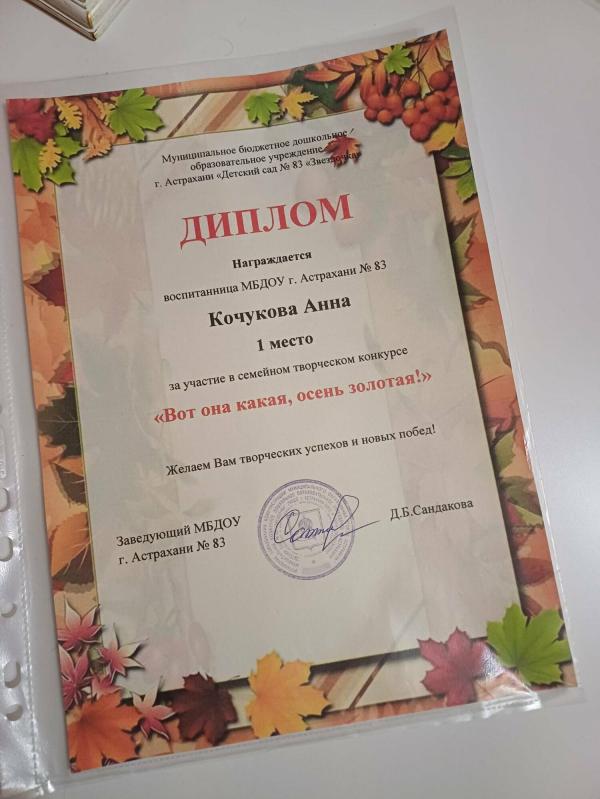 Муниципальное бюджетное дошкольное
образовательное учреждение
г. Астрахани «Детский сад № 83 «Звездочка»
ДИПЛОМ
Награждается
воспитанница МБДОУ г. Астрахани № 83
Кочукова Анна
1 место
за участие в семейном творческом конкурсе
«Вот она какая, осень золотая!»
Желаем Вам творческих успехов и новых побед!
Заведующий МБДОУ
г. Астрахани № 83
Д.Б.Сандакова